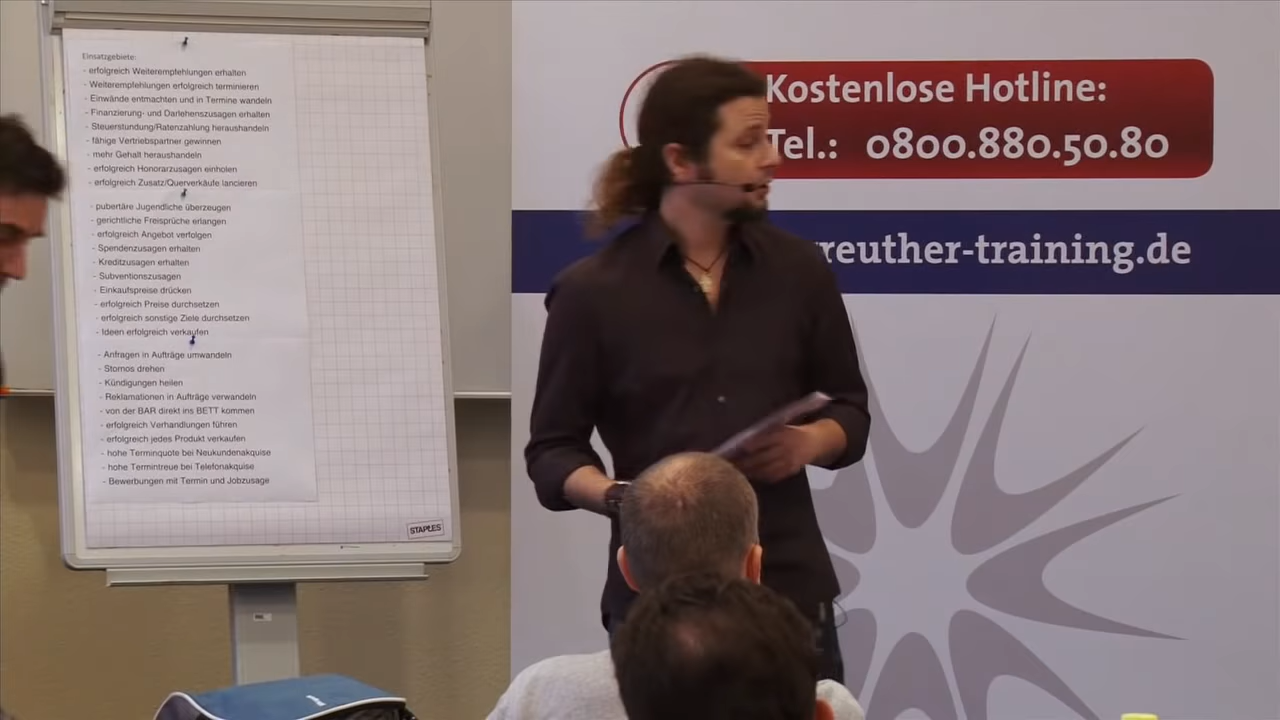 Einsatzgebiete:
- erfolgreich Weiterempfehlungen erhalten
- Weiterempfehlungen erfolgreich terminieren
- Einwände entmachten und in Termine wandeln
- Finanzierung- und Darlehenszusagen erhalten
- Steuerstundung/Ratenzahlung heraushandeln
- fähige Vertriebspartner gewinnen
- mehr Gehalt heraushandeln
- erfolgreich Honorarzusagen einholen
- erfolgreich Zusatz/Querverkäufe lancieren
- pubertäre Jugendliche überzeugen
- gerichtliche Freisprüche erlangen
- erfolgreich Angebot verfolgen
- Spendenzusagen erhalten
- Kreditzusagen erhalten
- Subventionszusagen
- Einkaufspreise drücken
- erfolgreich Preise durchsetzen
- erfolgreich sonstige Ziele durchsetzen
- Ideen erfolgreich verkaufen
- Anfragen in Aufträge umwandeln
- Stornos drehen
- Kündigungen heilen
- Reklamationen in Aufträge verwandeln
- von der BAR direkt ins BETT kommen
- erfolgreich Verhandlungen führen
- erfolgreich jedes Produkt verkaufen
- hohe Terminquote bei Neukundenakquise
- hohe Termintreue bei Telefonakquise
- Bewerbungen mit Termin und Jobzusage
STAPLES
Kostenlose Hotline:
Tel.: 0800.880.50.80
reuther-training.de